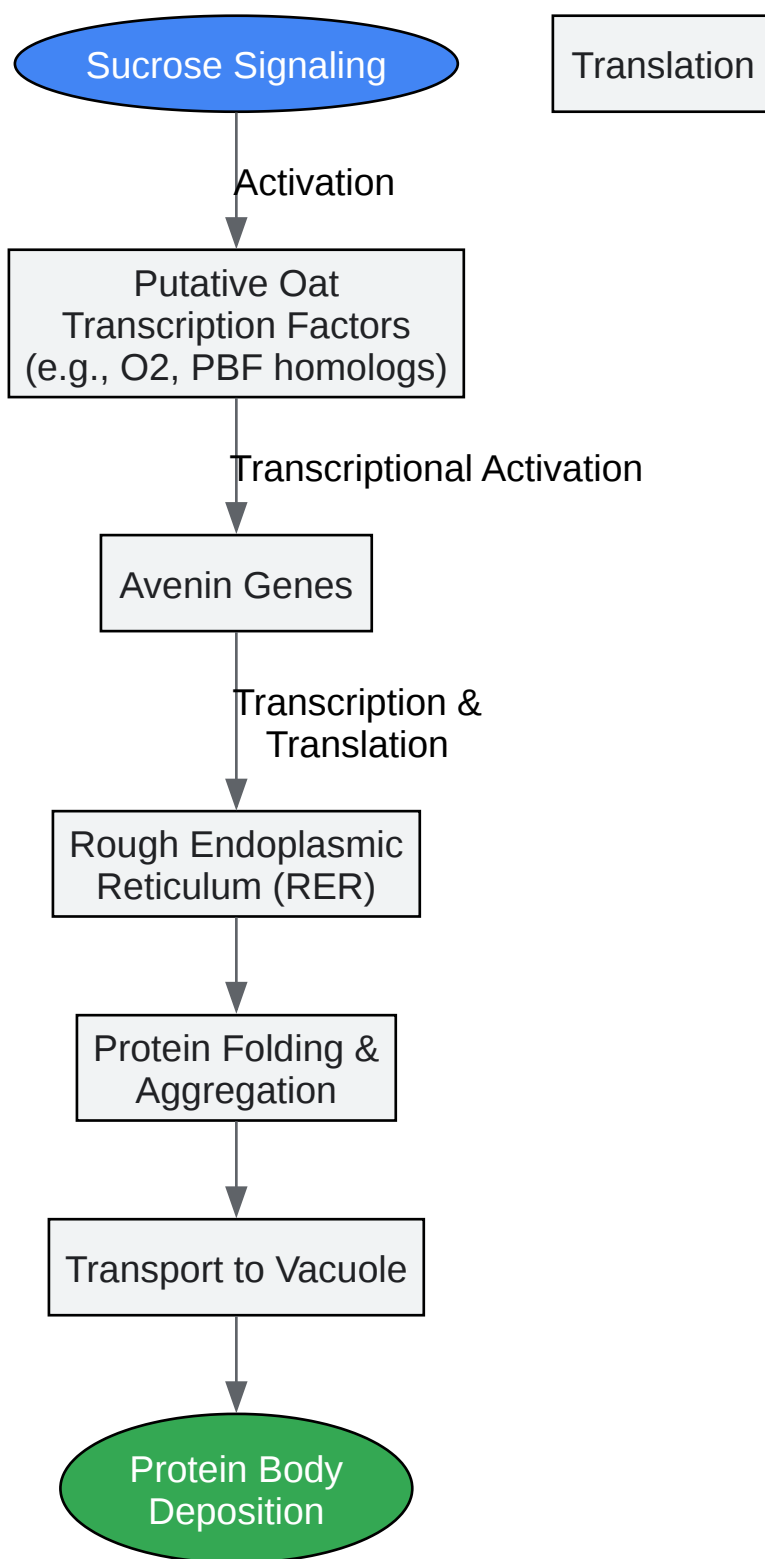 Sucrose Signaling
Translation
Activation
Putative Oat
Transcription Factors
(e.g., O2, PBF homologs)
Transcriptional Activation
Avenin Genes
Transcription &
Translation
Rough Endoplasmic
Reticulum (RER)
Protein Folding &
Aggregation
Transport to Vacuole
Protein Body
Deposition